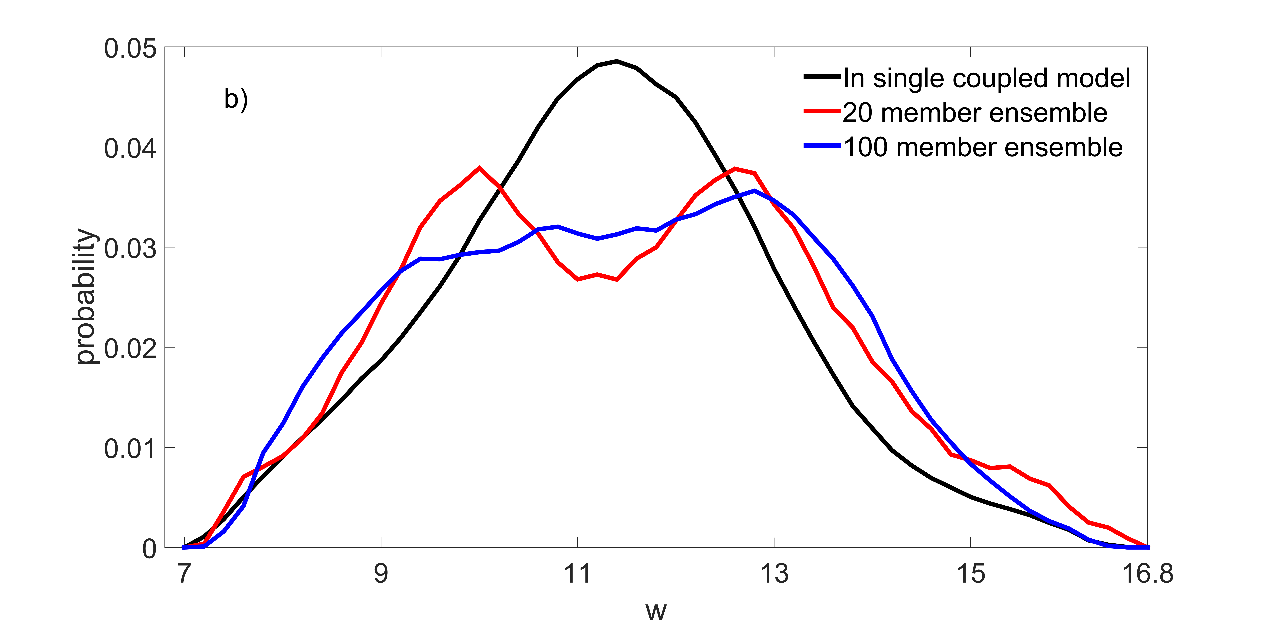 b)
In single coupled model
20 member ensemble
100 member ensemble
probability
0.05
0.04
0.03
0.02
0.01
0
7 9 11 13 15 16.8
w